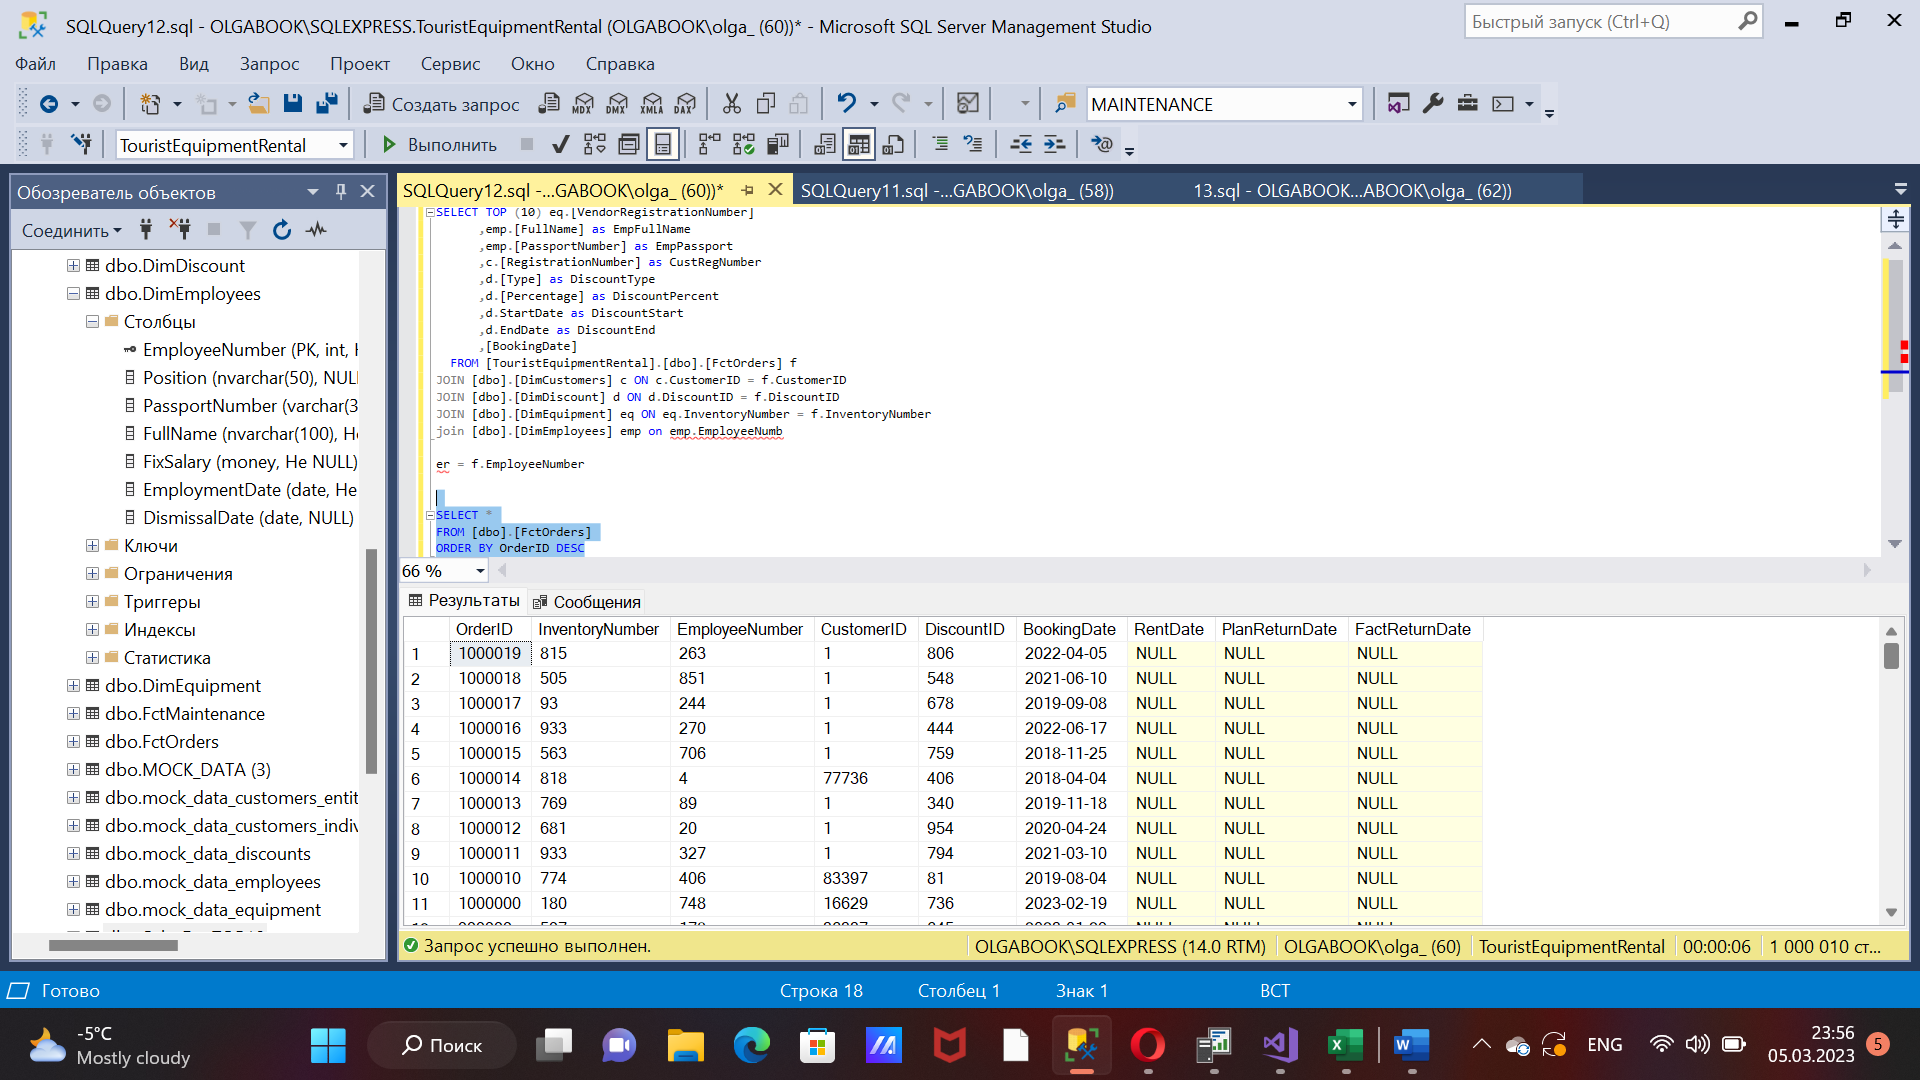 SQLQuery12.sql - OLGABOOK\SQLEXPRESS.TouristEquipmentRental (OLGABOOK\olga_ (60))* - Microsoft SQL Server Management Studio
Быстрый запуск (Ctrl+Q)
Файл Правка Вид Запрос Проект Сервис Окно Справка
Создать запрос MDX DMX XMLA DAX MAINTENANCE
TouristEquipmentRental Выполнить
Обозреватель объектов
Соединить
dbo.DimDiscount
dbo.DimEmployees
Столбцы
EmployeeNumber (PK, int, Н
Position (nvarchar(50), NULL
PassportNumber (varchar(3
FullName (nvarchar(100), Не
FixSalary (money, Не NULL)
EmploymentDate (date, Не
DismissalDate (date, NULL)
Ключи
Ограничения
Триггеры
Индексы
Статистика
dbo.DimEquipment
dbo.FctMaintenance
dbo.FctOrders
dbo.MOCK_DATA (3)
dbo.mock_data_customers_entit
dbo.mock_data_customers_indiv
dbo.mock_data_discounts
dbo.mock_data_employees
dbo.mock_data_equipment
SQLQuery12.sql -...GABOOK\olga_ (60))* SQLQuery11.sql -...GABOOK\olga_ (58)) 13.sql - OLGABOOK...ABOOK\olga_ (62))
SELECT TOP (10) eq.[VendorRegistrationNumber]
,emp.[FullName] as EmpFullName
,emp.[PassportNumber] as EmpPassport
,c.[RegistrationNumber] as CustRegNumber
,d.[Type] as DiscountType
,d.[Percentage] as DiscountPercent
,d.StartDate as DiscountStart
,d.EndDate as DiscountEnd
,[BookingDate]
FROM [TouristEquipmentRental].[dbo].[FctOrders] f
JOIN [dbo].[DimCustomers] c ON c.CustomerID = f.CustomerID
JOIN [dbo].[DimDiscount] d ON d.DiscountID = f.DiscountID
JOIN [dbo].[DimEquipment] eq ON eq.InventoryNumber = f.InventoryNumber
join [dbo].[DimEmployees] emp on emp.EmployeeNumb
er = f.EmployeeNumber
SELECT *
FROM [dbo].[FctOrders]
ORDER BY OrderID DESC
66 %
Результаты Сообщения
OrderID InventoryNumber EmployeeNumber CustomerID DiscountID BookingDate RentDate PlanReturnDate FactReturnDate
1 1000019 815 263 1 806 2022-04-05 NULL NULL NULL
2 1000018 505 851 1 548 2021-06-10 NULL NULL NULL
3 1000017 93 244 1 678 2019-09-08 NULL NULL NULL
4 1000016 933 270 1 444 2022-06-17 NULL NULL NULL
5 1000015 563 706 1 759 2018-11-25 NULL NULL NULL
6 1000014 818 4 77736 406 2018-04-04 NULL NULL NULL
7 1000013 769 89 1 340 2019-11-18 NULL NULL NULL
8 1000012 681 20 1 954 2020-04-24 NULL NULL NULL
9 1000011 933 327 1 794 2021-03-10 NULL NULL NULL
10 1000010 774 406 83397 81 2019-08-04 NULL NULL NULL
11 1000000 180 748 16629 736 2023-02-19 NULL NULL NULL
Запрос успешно выполнен. OLGABOOK\SQLEXPRESS (14.0 RTM) OLGABOOK\olga_ (60) TouristEquipmentRental 00:00:06 1 000 010 ст...
Готово Строка 18 Столбец 1 Знак 1 ВСТ
-5°C
Mostly cloudy
Поиск
ENG
23:56
05.03.2023
5